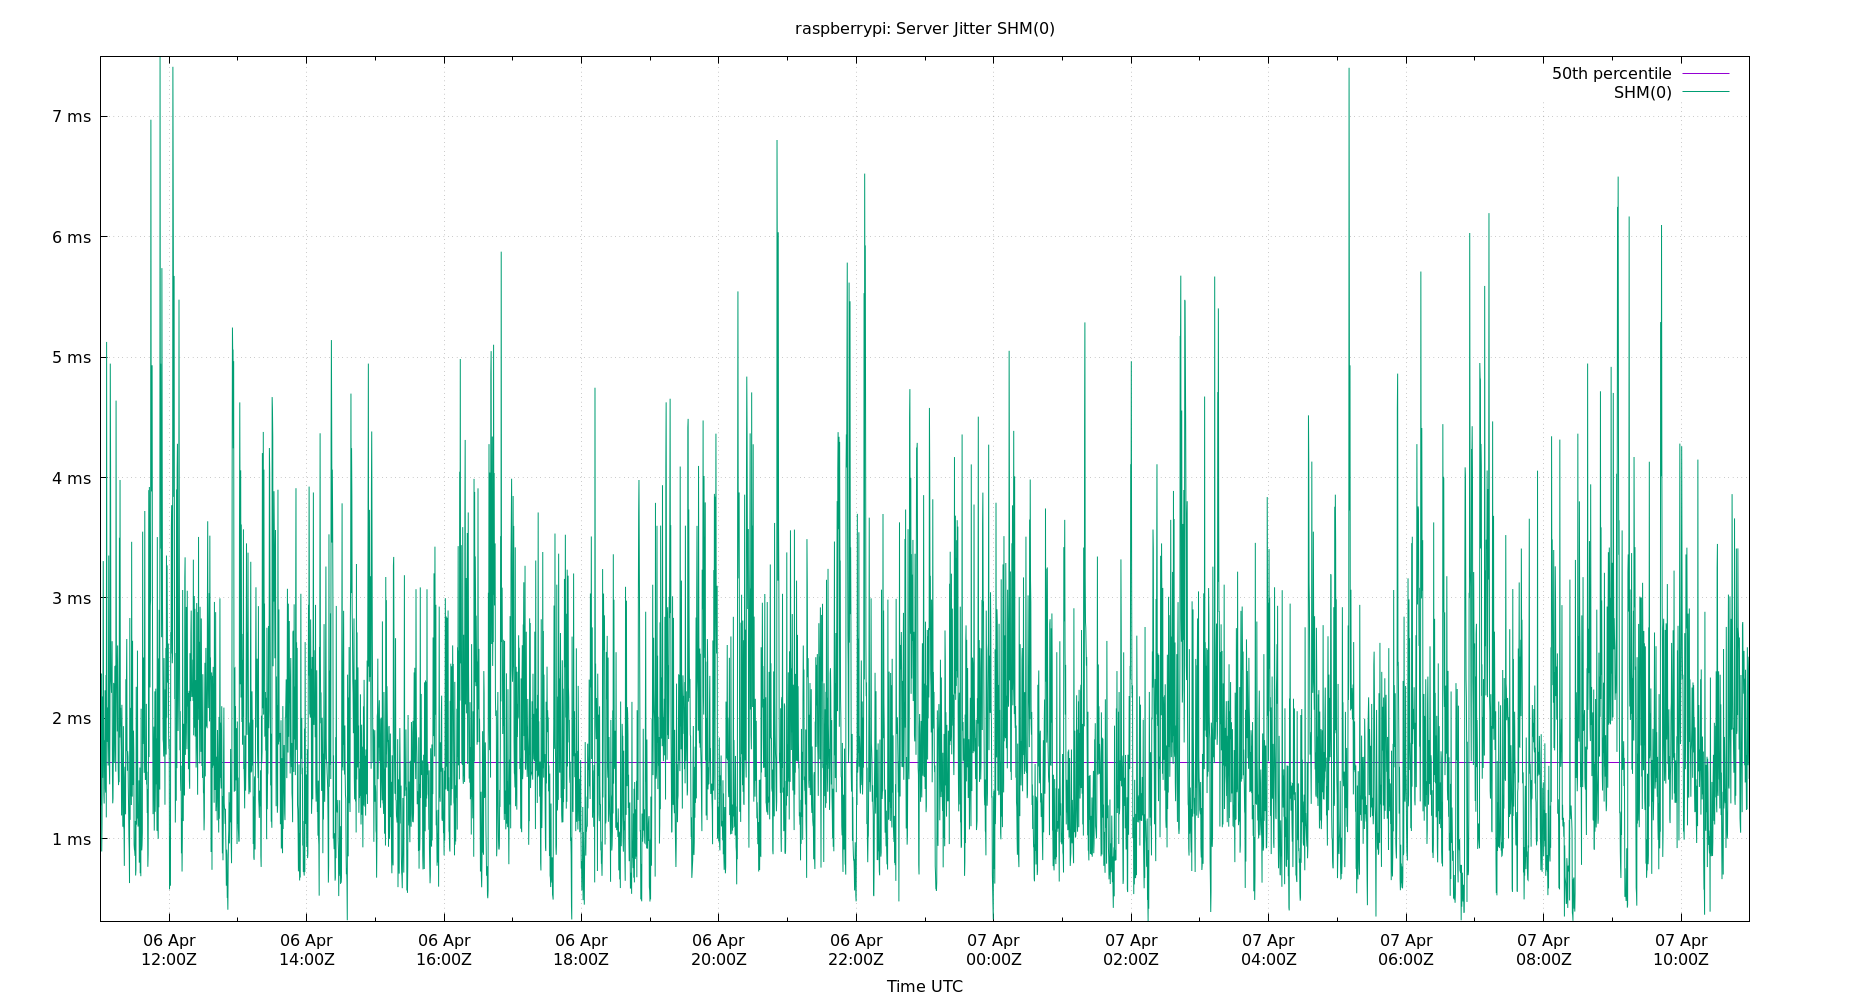 raspberrypi: Server Jitter SHM(0)
50th percentile
SHM(0)
7 ms
6 ms
5 ms
4 ms
3 ms
2 ms
1 ms
06 Apr 06 Apr 06 Apr 06 Apr 06 Apr 06 Apr 07 Apr 07 Apr 07 Apr 07 Apr 07 Apr 07 Apr
12:00Z 14:00Z 16:00Z 18:00Z 20:00Z 22:00Z 00:00Z 02:00Z 04:00Z 06:00Z 08:00Z 10:00Z
Time UTC